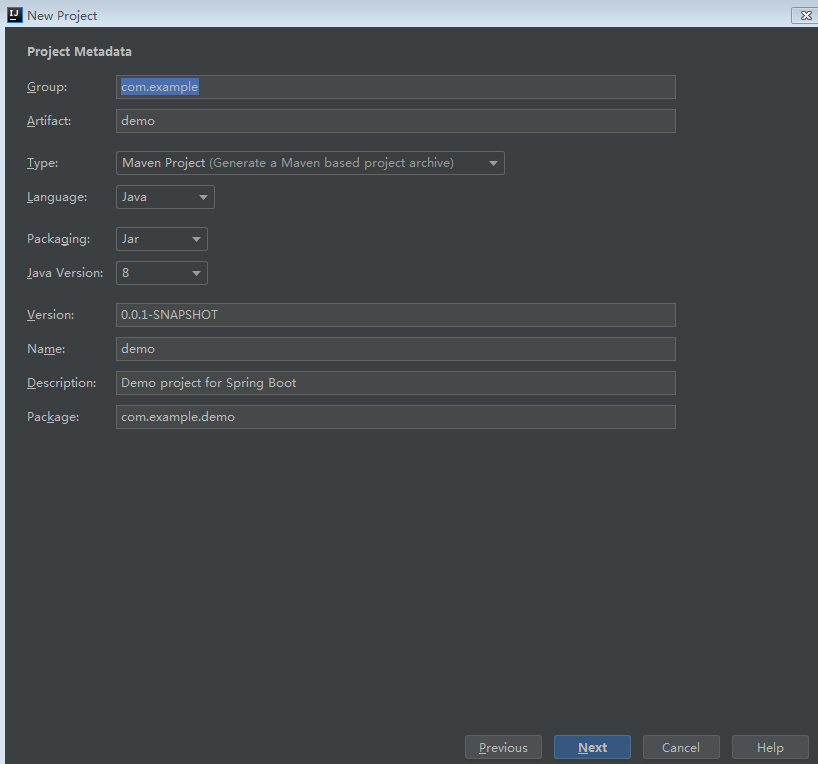 IJ New Project
Project Metadata
Group: com.example
Artifact: demo
Type: Maven Project (Generate a Maven based project archive)
Language: Java
Packaging: Jar
Java Version: 8
Version: 0.0.1-SNAPSHOT
Name: demo
Description: Demo project for Spring Boot
Package: com.example.demo
Previous Next Cancel Help